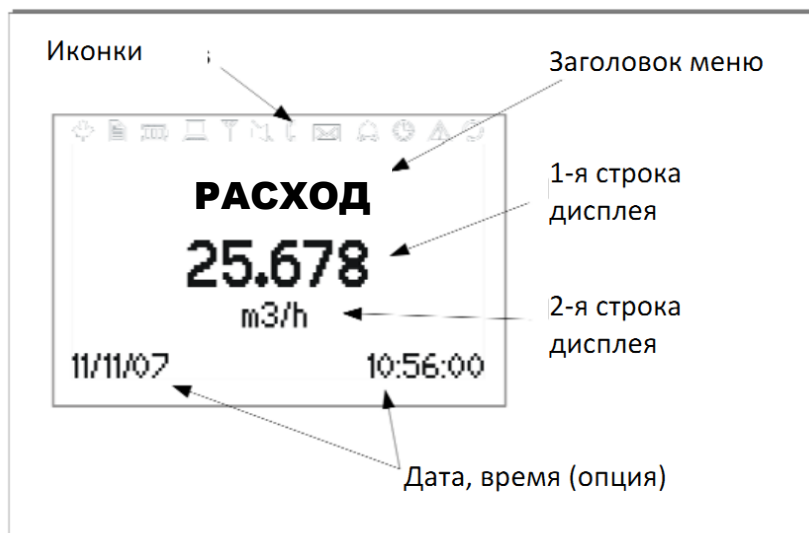 Иконки
Заголовок меню
РАСХОД
1-я строка
дисплея
25.678
m3/h
2-я строка
дисплея
11/11/07
10:56:00
Дата, время (опция)